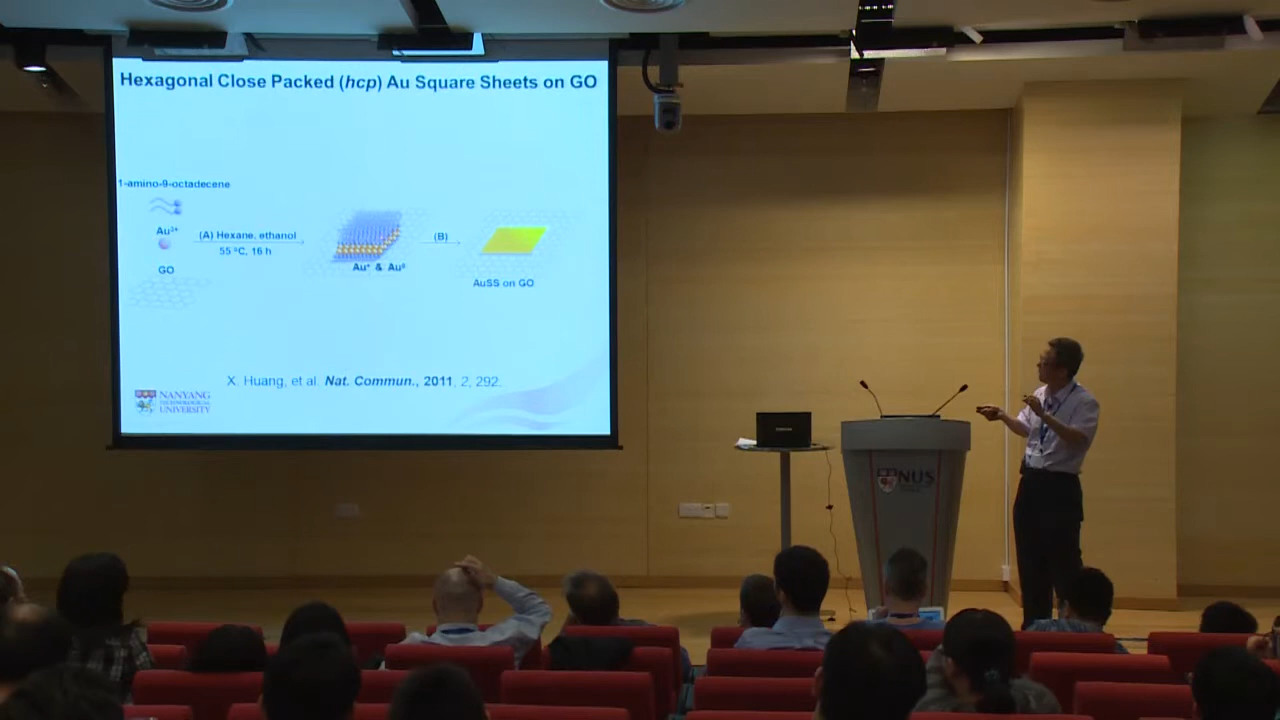 Hexagonal Close Packed (hcp) Au Square Sheets on GO
1-amino-9-octadecene
Au³⁺
(A) Hexane, ethanol
55 °C, 16 h
GO
Au⁺ & Au⁰
(B)
AuSS on GO
X. Huang, et al. Nat. Commun., 2011, 2, 292.
NANYANG
TECHNOLOGICAL
UNIVERSITY
NUS